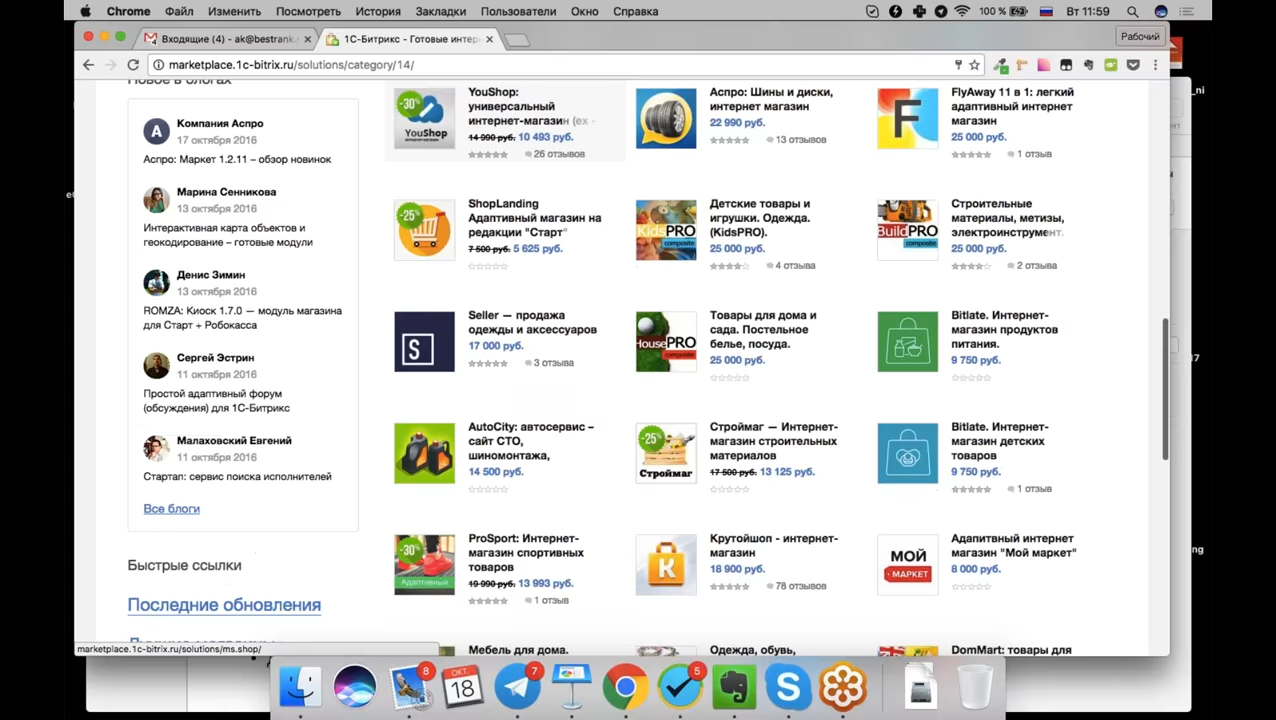 Chrome Файл Изменить Посмотреть История Закладки Пользователи Окно Справка
100 % Вт 11:59
Входящие (4) - ak@bestrank.
1С-Битрикс - Готовые инте
Рабочий
marketplace.1c-bitrix.ru/solutions/category/14/
Новое в блогах
Компания Аспро
17 октября 2016
Аспро: Маркет 1.2.11 – обзор новинок
Марина Сенникова
13 октября 2016
Интерактивная карта объектов и
геокодирование – готовые модули
Денис Зимин
13 октября 2016
ROMZA: Киоск 1.7.0 — модуль магазина
для Старт + Робокасса
Сергей Эстрин
11 октября 2016
Простой адаптивный форум
(обсуждения) для 1С-Битрикс
Малаховский Евгений
11 октября 2016
Стартап: сервис поиска исполнителей
Все блоги
Быстрые ссылки
Последние обновления
-30%
YouShop
YouShop:
универсальный
интернет-магазин (ex -
14 990 руб. 10 493 руб.
26 отзывов
Аспро: Шины и диски,
интернет магазин
22 990 руб.
13 отзывов
F
FlyAway 11 в 1: легкий
адаптивный интернет
магазин
25 000 руб.
1 отзыв
-25%
ShopLanding
Адаптивный магазин на
редакции "Старт"
7 500 руб. 5 625 руб.
KidsPRO
composite
Детские товары и
игрушки. Одежда.
(KidsPRO).
25 000 руб.
4 отзыва
BuildPRO
composite
Строительные
материалы, метизы,
электроинструмент.
25 000 руб.
2 отзыва
S
Seller — продажа
одежды и аксессуаров
17 000 руб.
3 отзыва
HousePRO
composite
Товары для дома и
сада. Постельное
белье, посуда.
25 000 руб.
Bitlate. Интернет-
магазин продуктов
питания.
9 750 руб.
AutoCity: автосервис –
сайт СТО,
шиномонтажа,
14 500 руб.
-25%
Строймаг
Строймаг — Интернет-
магазин строительных
материалов
17 500 руб. 13 125 руб.
Bitlate. Интернет-
магазин детских
товаров
9 750 руб.
1 отзыв
-30%
Адаптивный
ProSport: Интернет-
магазин спортивных
товаров
19 990 руб. 13 993 руб.
1 отзыв
K
Крутойшоп - интернет-
магазин
18 900 руб.
78 отзывов
МОЙ
МАРКЕТ
Адапитвный интернет
магазин "Мой маркет"
8 000 руб.
Мебель для дома.
Одежда, обувь,
DomMart: товары для
marketplace.1c-bitrix.ru/solutions/ms.shop/
8
ОКТ.
18
7
5
S